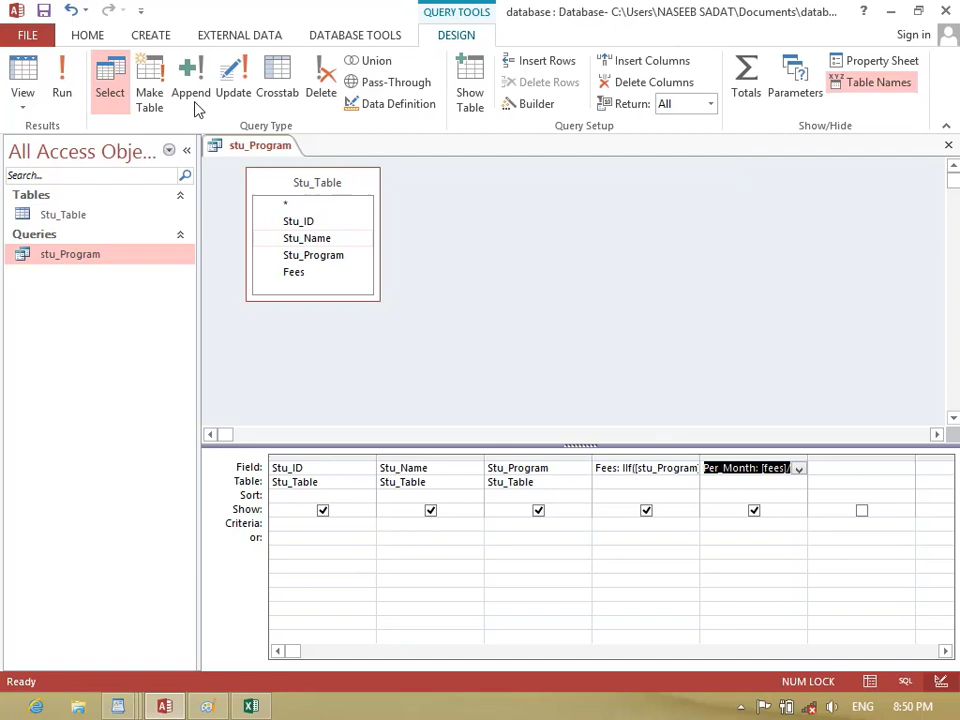 QUERY TOOLS
database : Database- C:\Users\NASEEB SADAT\Documents\datab...
?
FILE
HOME
CREATE
EXTERNAL DATA
DATABASE TOOLS
DESIGN
Sign in
View
Run
Select
Make Table
Append
Update
Crosstab
Delete
Union
Pass-Through
Data Definition
Show Table
Insert Rows
Delete Rows
Builder
Insert Columns
Delete Columns
Return: All
Totals
Parameters
Property Sheet
XYZ
Table Names
Results
Query Type
Query Setup
Show/Hide
All Access Obje...
Search...
Tables
Stu_Table
Queries
stu_Program
stu_Program
Stu_Table
*
Stu_ID
Stu_Name
Stu_Program
Fees
Field: Stu_ID Stu_Name Stu_Program Fees: IIf([stu_Program] Per_Month: [fees]/
Table: Stu_Table Stu_Table Stu_Table
Sort:
Show:
Criteria:
or:
Ready
NUM LOCK
SQL
ENG
8:50 PM